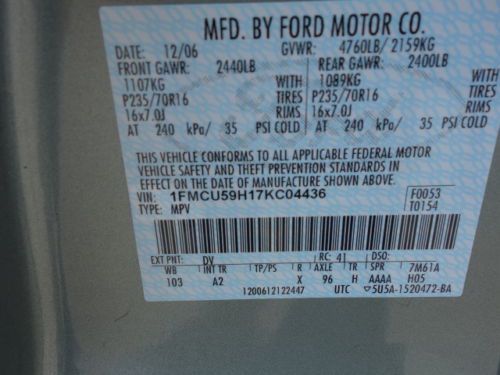 MFD. BY FORD MOTOR CO.
12/06 GVWR: 4760LB/ 2159KG
FRONT GAWR: 2440LB REAR GAWR: 2400LB
1107KG WITH 1089KG WITH
P235/70R16 TIRES P235/70R16 TIRES
16x7.0J RIMS 16x7.0J RIMS
AT 240 kPa/ 35 PSI COLD AT 240 kPa/ 35 PSI COLD
THIS VEHICLE CONFORMS TO ALL APPLICABLE FEDERAL MOTOR
VEHICLE SAFETY AND THEFT PREVENTION STANDARDS IN
EFFECT ON THE DATE OF MANUFACTURE SHOWN ABOVE.
VIN: 1FMCU59H17KC04436 F0053
TYPE: MPV T0154
EXT PNT: DV RC: 41 DSO:
WB INT TR TP/PS R AXLE TR SPR 7M61A
103 A2 X 96 H AAAA H05
1200612122447 UTC ▽5U5A-1520472-BA